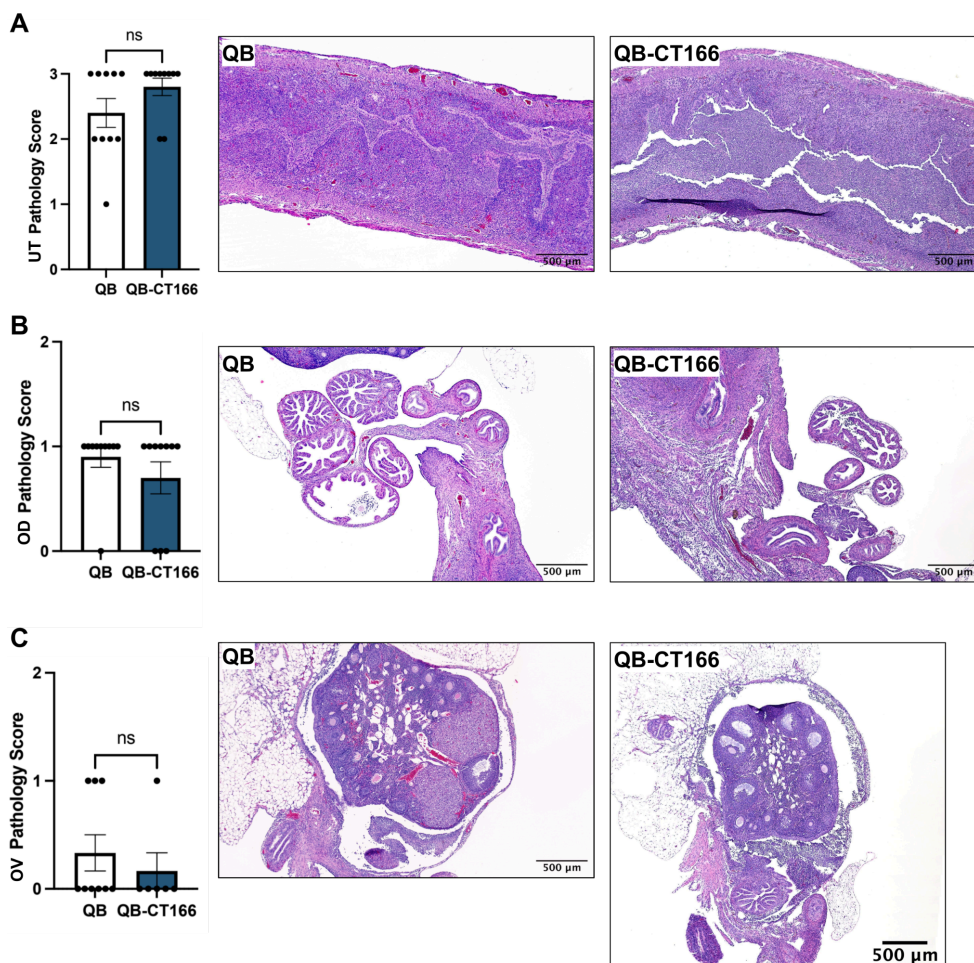 A
UT Pathology Score
3
2
1
0
ns
QB QB-CT166
QB
500 µm
QB-CT166
500 µm
B
OD Pathology Score
2
1
0
ns
QB QB-CT166
QB
500 µm
QB-CT166
500 µm
C
OV Pathology Score
2
1
0
ns
QB QB-CT166
QB
500 µm
QB-CT166
500 µm